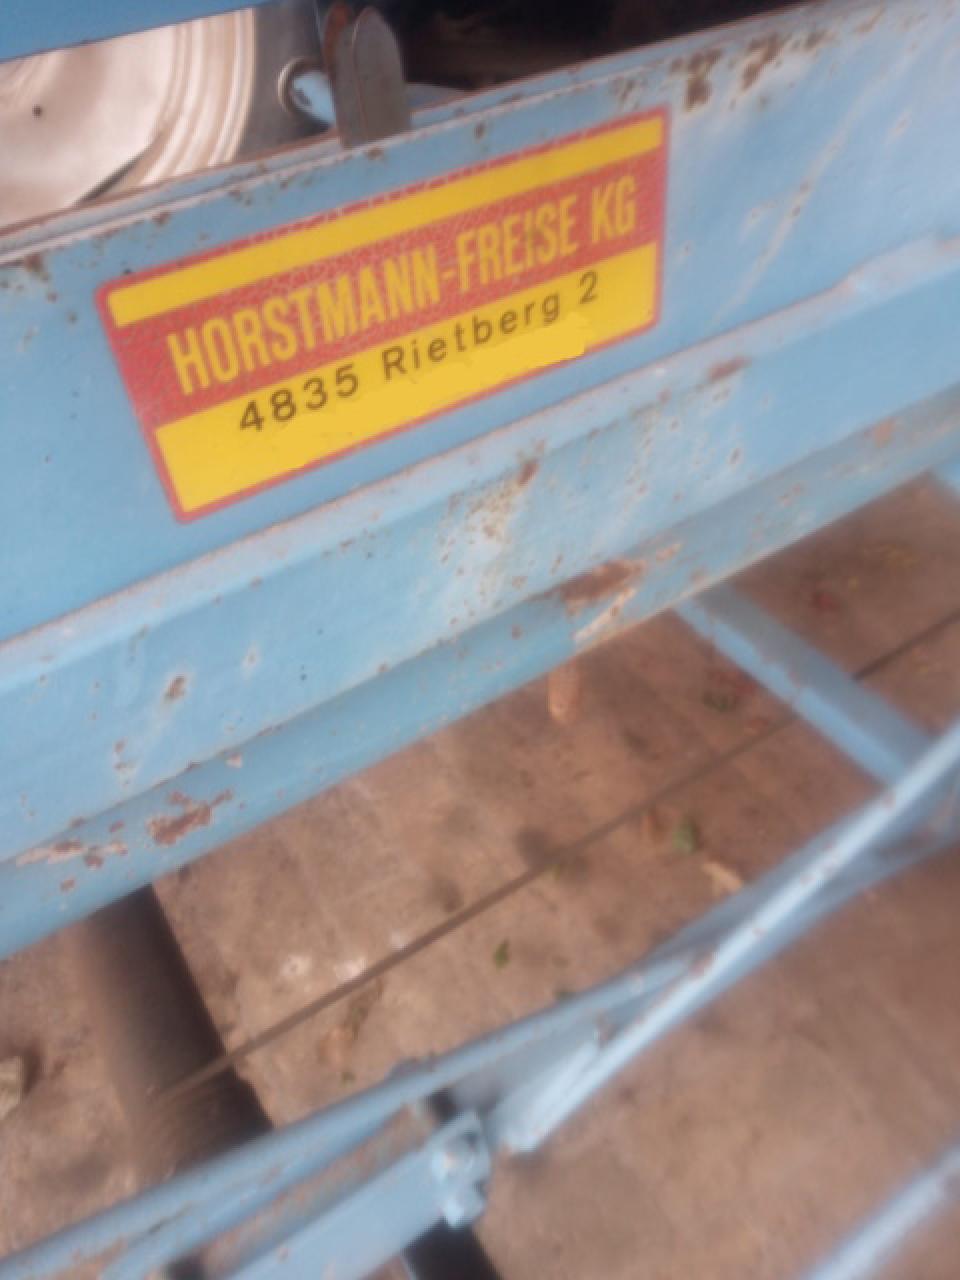 HORSTMANN-FREISE KG
4835 Rietberg 2